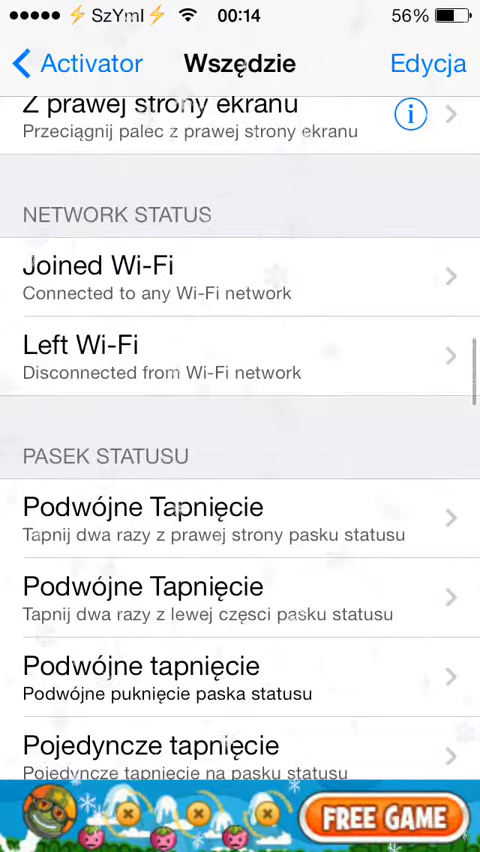 ⚡ SzYmI ⚡ 00:14 56%
Activator Wszędzie Edycja
Z prawej strony ekranu
Przeciągnij palec z prawej strony ekranu
NETWORK STATUS
Joined Wi-Fi
Connected to any Wi-Fi network
Left Wi-Fi
Disconnected from Wi-Fi network
PASEK STATUSU
Podwójne Tapnięcie
Tapnij dwa razy z prawej strony pasku statusu
Podwójne Tapnięcie
Tapnij dwa razy z lewej częsci pasku statusu
Podwójne tapnięcie
Podwójne puknięcie paska statusu
Pojedyncze tapnięcie
Pojedyncze tapnięcie na pasku statusu
FREE GAME